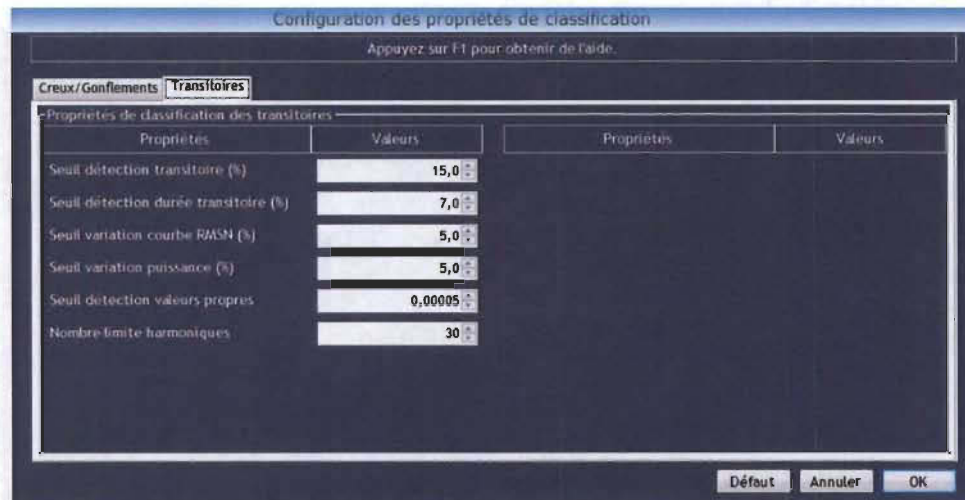 Configuration des propriétés de classification
Appuyez sur F1 pour obtenir de l'aide.
Creux/Gonflements Transitoires
Propriétés de classification des transitoires
Propriétés Valeurs Propriétés Valeurs
Seuil détection transitoire (%) 15,0
Seuil détection durée transitoire (%) 7,0
Seuil variation courbe RMSN (%) 5,0
Seuil variation puissance (%) 5,0
Seuil détection valeurs propres 0,00005
Nombre limite harmoniques 30
Défaut Annuler OK